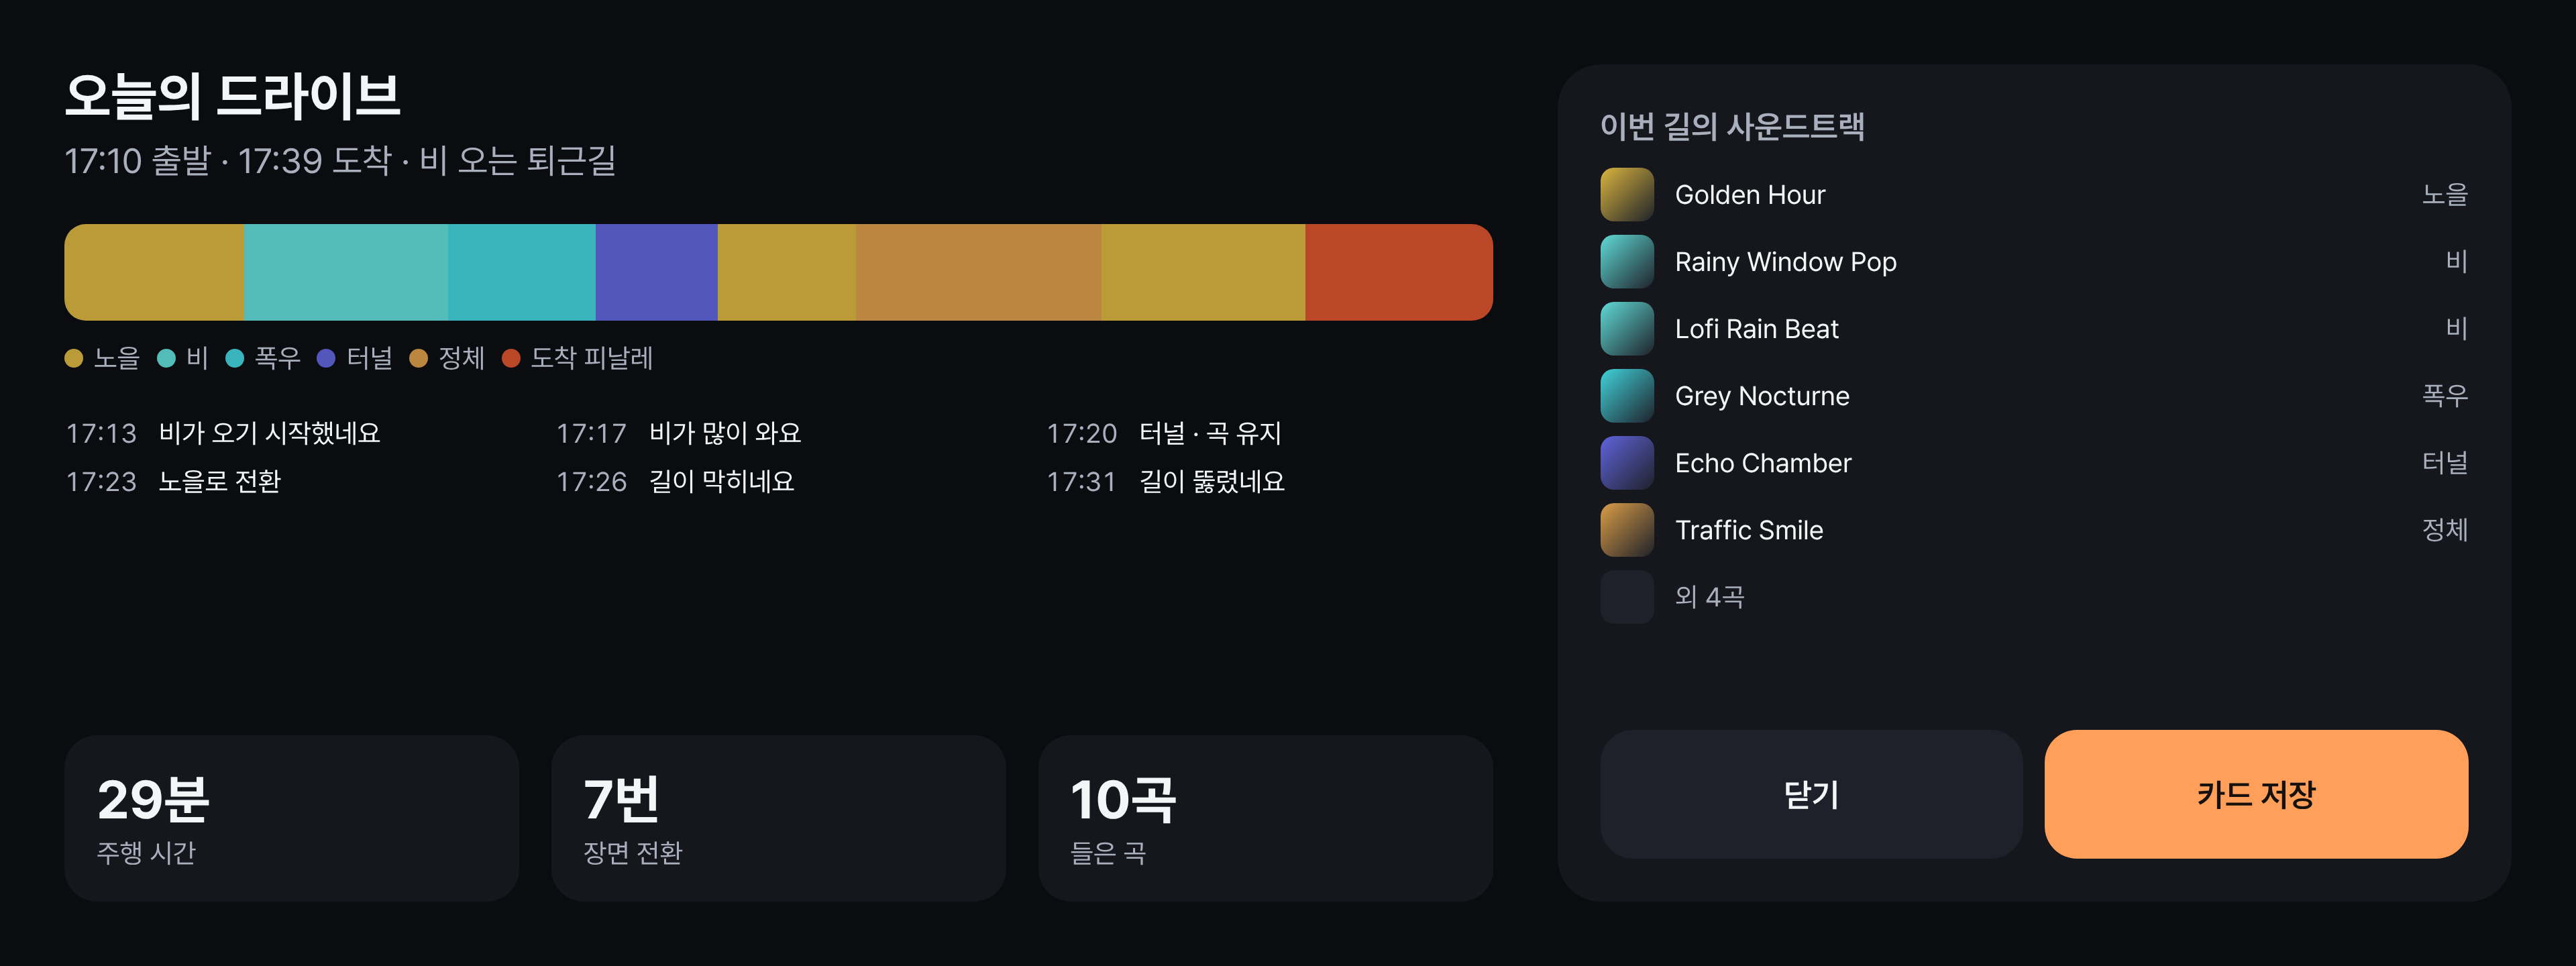 오늘의 드라이브
17:10 출발 · 17:39 도착 · 비 오는 퇴근길
노을 비 폭우 터널 정체 도착 피날레
17:13 비가 오기 시작했네요
17:17 비가 많이 와요
17:20 터널 · 곡 유지
17:23 노을로 전환
17:26 길이 막히네요
17:31 길이 뚫렸네요
29분
주행 시간
7번
장면 전환
10곡
들은 곡
이번 길의 사운드트랙
Golden Hour 노을
Rainy Window Pop 비
Lofi Rain Beat 비
Grey Nocturne 폭우
Echo Chamber 터널
Traffic Smile 정체
외 4곡
닫기
카드 저장